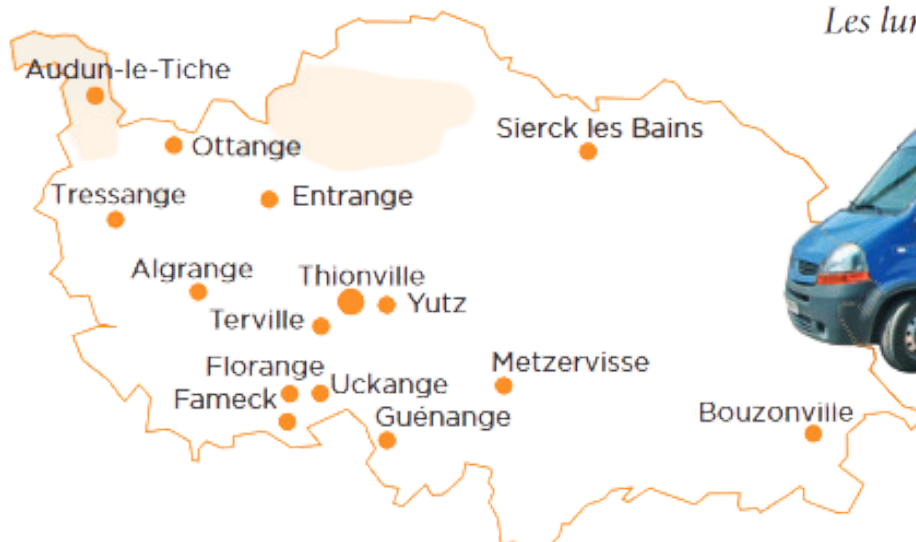 Les
Audun-le-Tiche
Ottange
Sierck les Bains
Tressange
Entrange
Algrange
Thionville
Yutz
Terville
Florange
Uckange
Metzervisse
Fameck
Guénange
Bouzonville